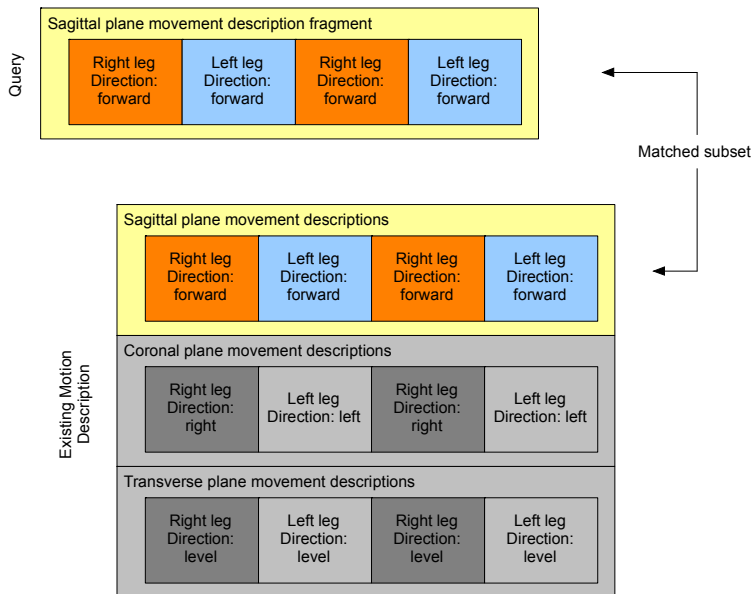 Sagittal plane movement description fragment
Query
Right leg
Direction:
forward
Left leg
Direction:
forward
Right leg
Direction:
forward
Left leg
Direction:
forward
Matched subset
Existing Motion
Description
Sagittal plane movement descriptions
Right leg
Direction:
forward
Left leg
Direction:
forward
Right leg
Direction:
forward
Left leg
Direction:
forward
Coronal plane movement descriptions
Right leg
Direction:
right
Left leg
Direction: left
Right leg
Direction:
right
Left leg
Direction: left
Transverse plane movement descriptions
Right leg
Direction:
level
Left leg
Direction:
level
Right leg
Direction:
level
Left leg
Direction:
level